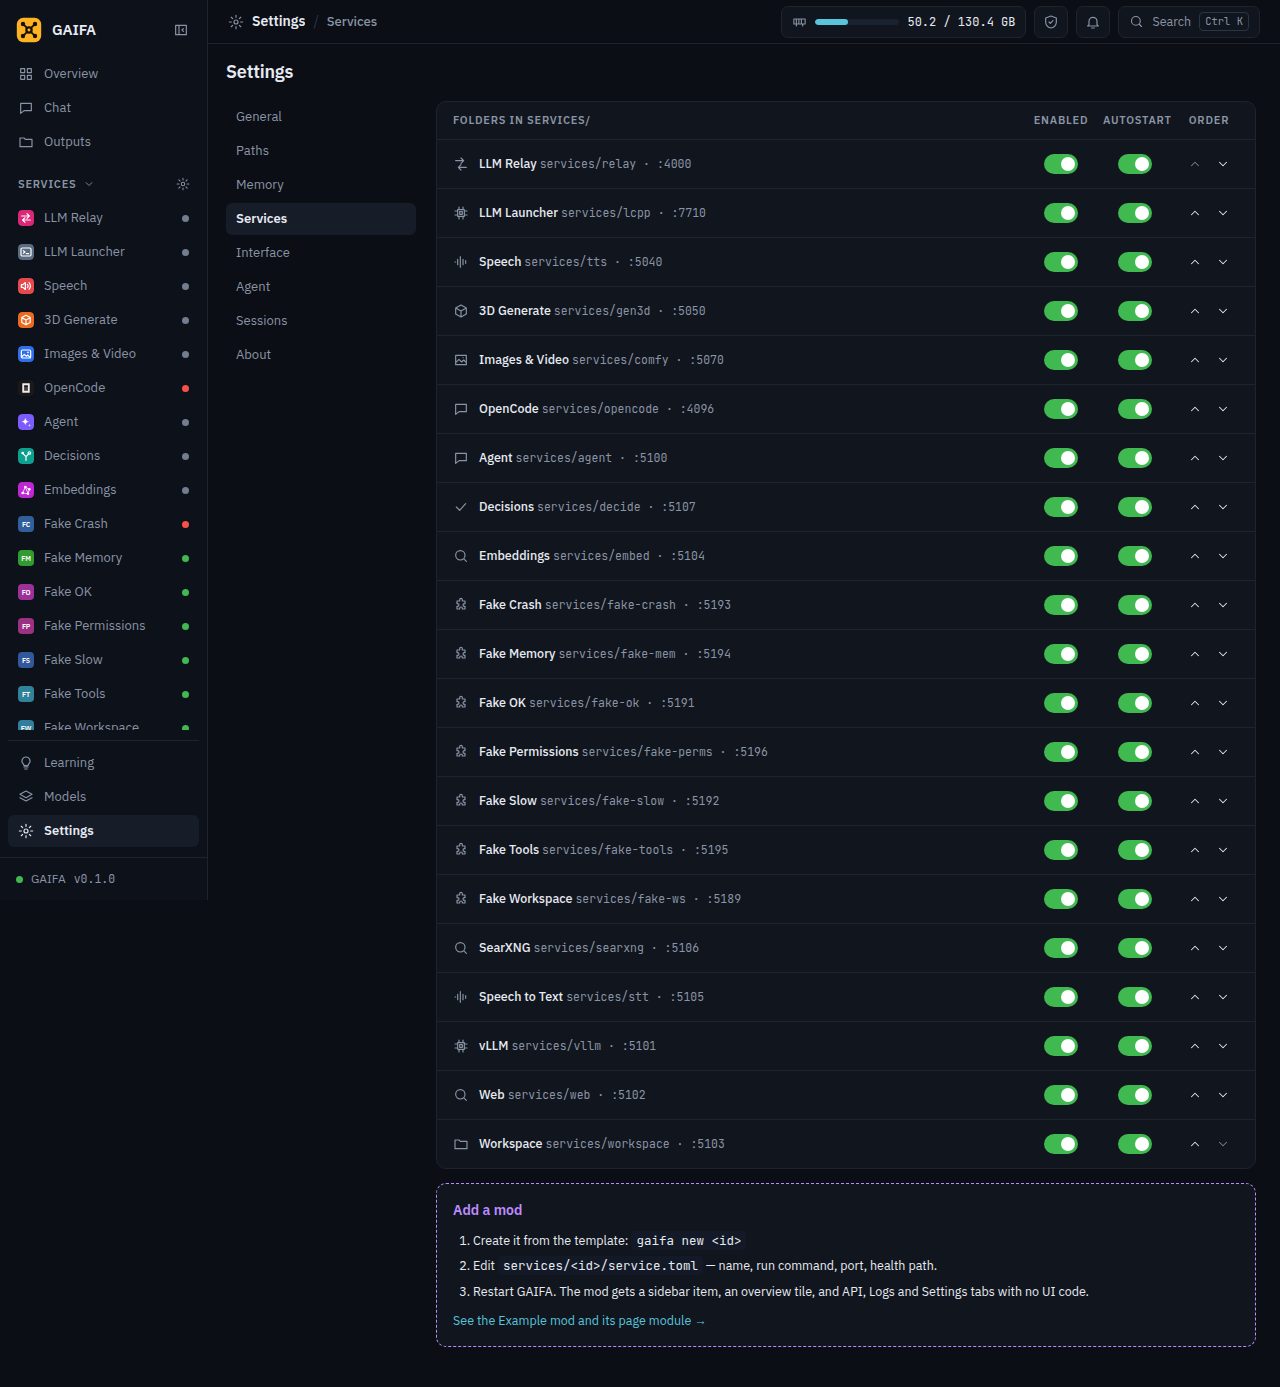 GAIFA
Settings / Services
50.2 / 130.4 GB
Search Ctrl K
Overview
Chat
Outputs
SERVICES
LLM Relay
LLM Launcher
Speech
3D Generate
Images & Video
OpenCode
Agent
Decisions
Embeddings
FC Fake Crash
FM Fake Memory
FO Fake OK
FP Fake Permissions
FS Fake Slow
FT Fake Tools
FW Fake Workspace
Learning
Models
Settings
GAIFA v0.1.0
Settings
General
Paths
Memory
Services
Interface
Agent
Sessions
About
FOLDERS IN SERVICES/ ENABLED AUTOSTART ORDER
LLM Relay services/relay · :4000
LLM Launcher services/lcpp · :7710
Speech services/tts · :5040
3D Generate services/gen3d · :5050
Images & Video services/comfy · :5070
OpenCode services/opencode · :4096
Agent services/agent · :5100
Decisions services/decide · :5107
Embeddings services/embed · :5104
Fake Crash services/fake-crash · :5193
Fake Memory services/fake-mem · :5194
Fake OK services/fake-ok · :5191
Fake Permissions services/fake-perms · :5196
Fake Slow services/fake-slow · :5192
Fake Tools services/fake-tools · :5195
Fake Workspace services/fake-ws · :5189
SearXNG services/searxng · :5106
Speech to Text services/stt · :5105
vLLM services/vllm · :5101
Web services/web · :5102
Workspace services/workspace · :5103
Add a mod
1. Create it from the template: gaifa new <id>
2. Edit services/<id>/service.toml — name, run command, port, health path.
3. Restart GAIFA. The mod gets a sidebar item, an overview tile, and API, Logs and Settings tabs with no UI code.
See the Example mod and its page module →